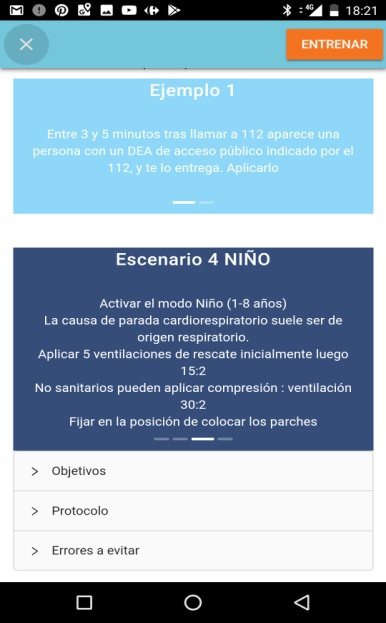 4G 18:21
ENTRENAR
Ejemplo 1
Entre 3 y 5 minutos tras llamar a 112 aparece una
persona con un DEA de acceso público indicado por el
112, y te lo entrega. Aplicarlo
Escenario 4 NIÑO
Activar el modo Niño (1-8 años)
La causa de parada cardiorespiratorio suele ser de
origen respiratorio.
Aplicar 5 ventilaciones de rescate inicialmente luego
15:2
No sanitarios pueden aplicar compresión : ventilación
30:2
Fijar en la posición de colocar los parches
Objetivos
Protocolo
Errores a evitar